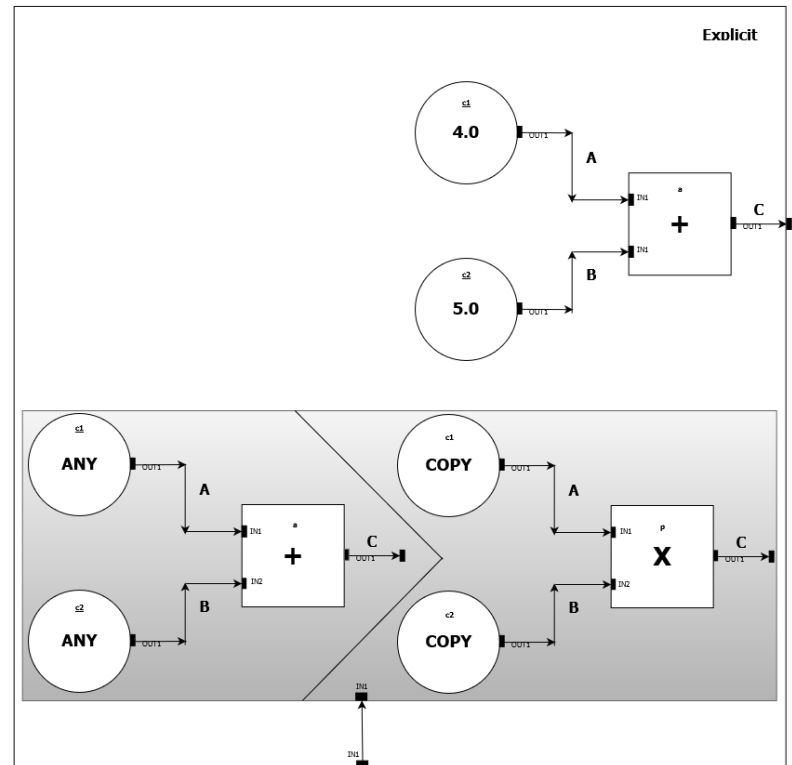 Explicit
c1
4.0
OUT1
A
a
IN1
+
C
OUT1
IN1
B
c2
5.0
OUT1
c1
ANY
OUT1
A
a
IN1
+
C
OUT1
IN2
B
c2
ANY
OUT1
c1
COPY
OUT1
A
p
IN1
X
C
OUT1
IN2
B
c2
COPY
OUT1
IN1
IN1